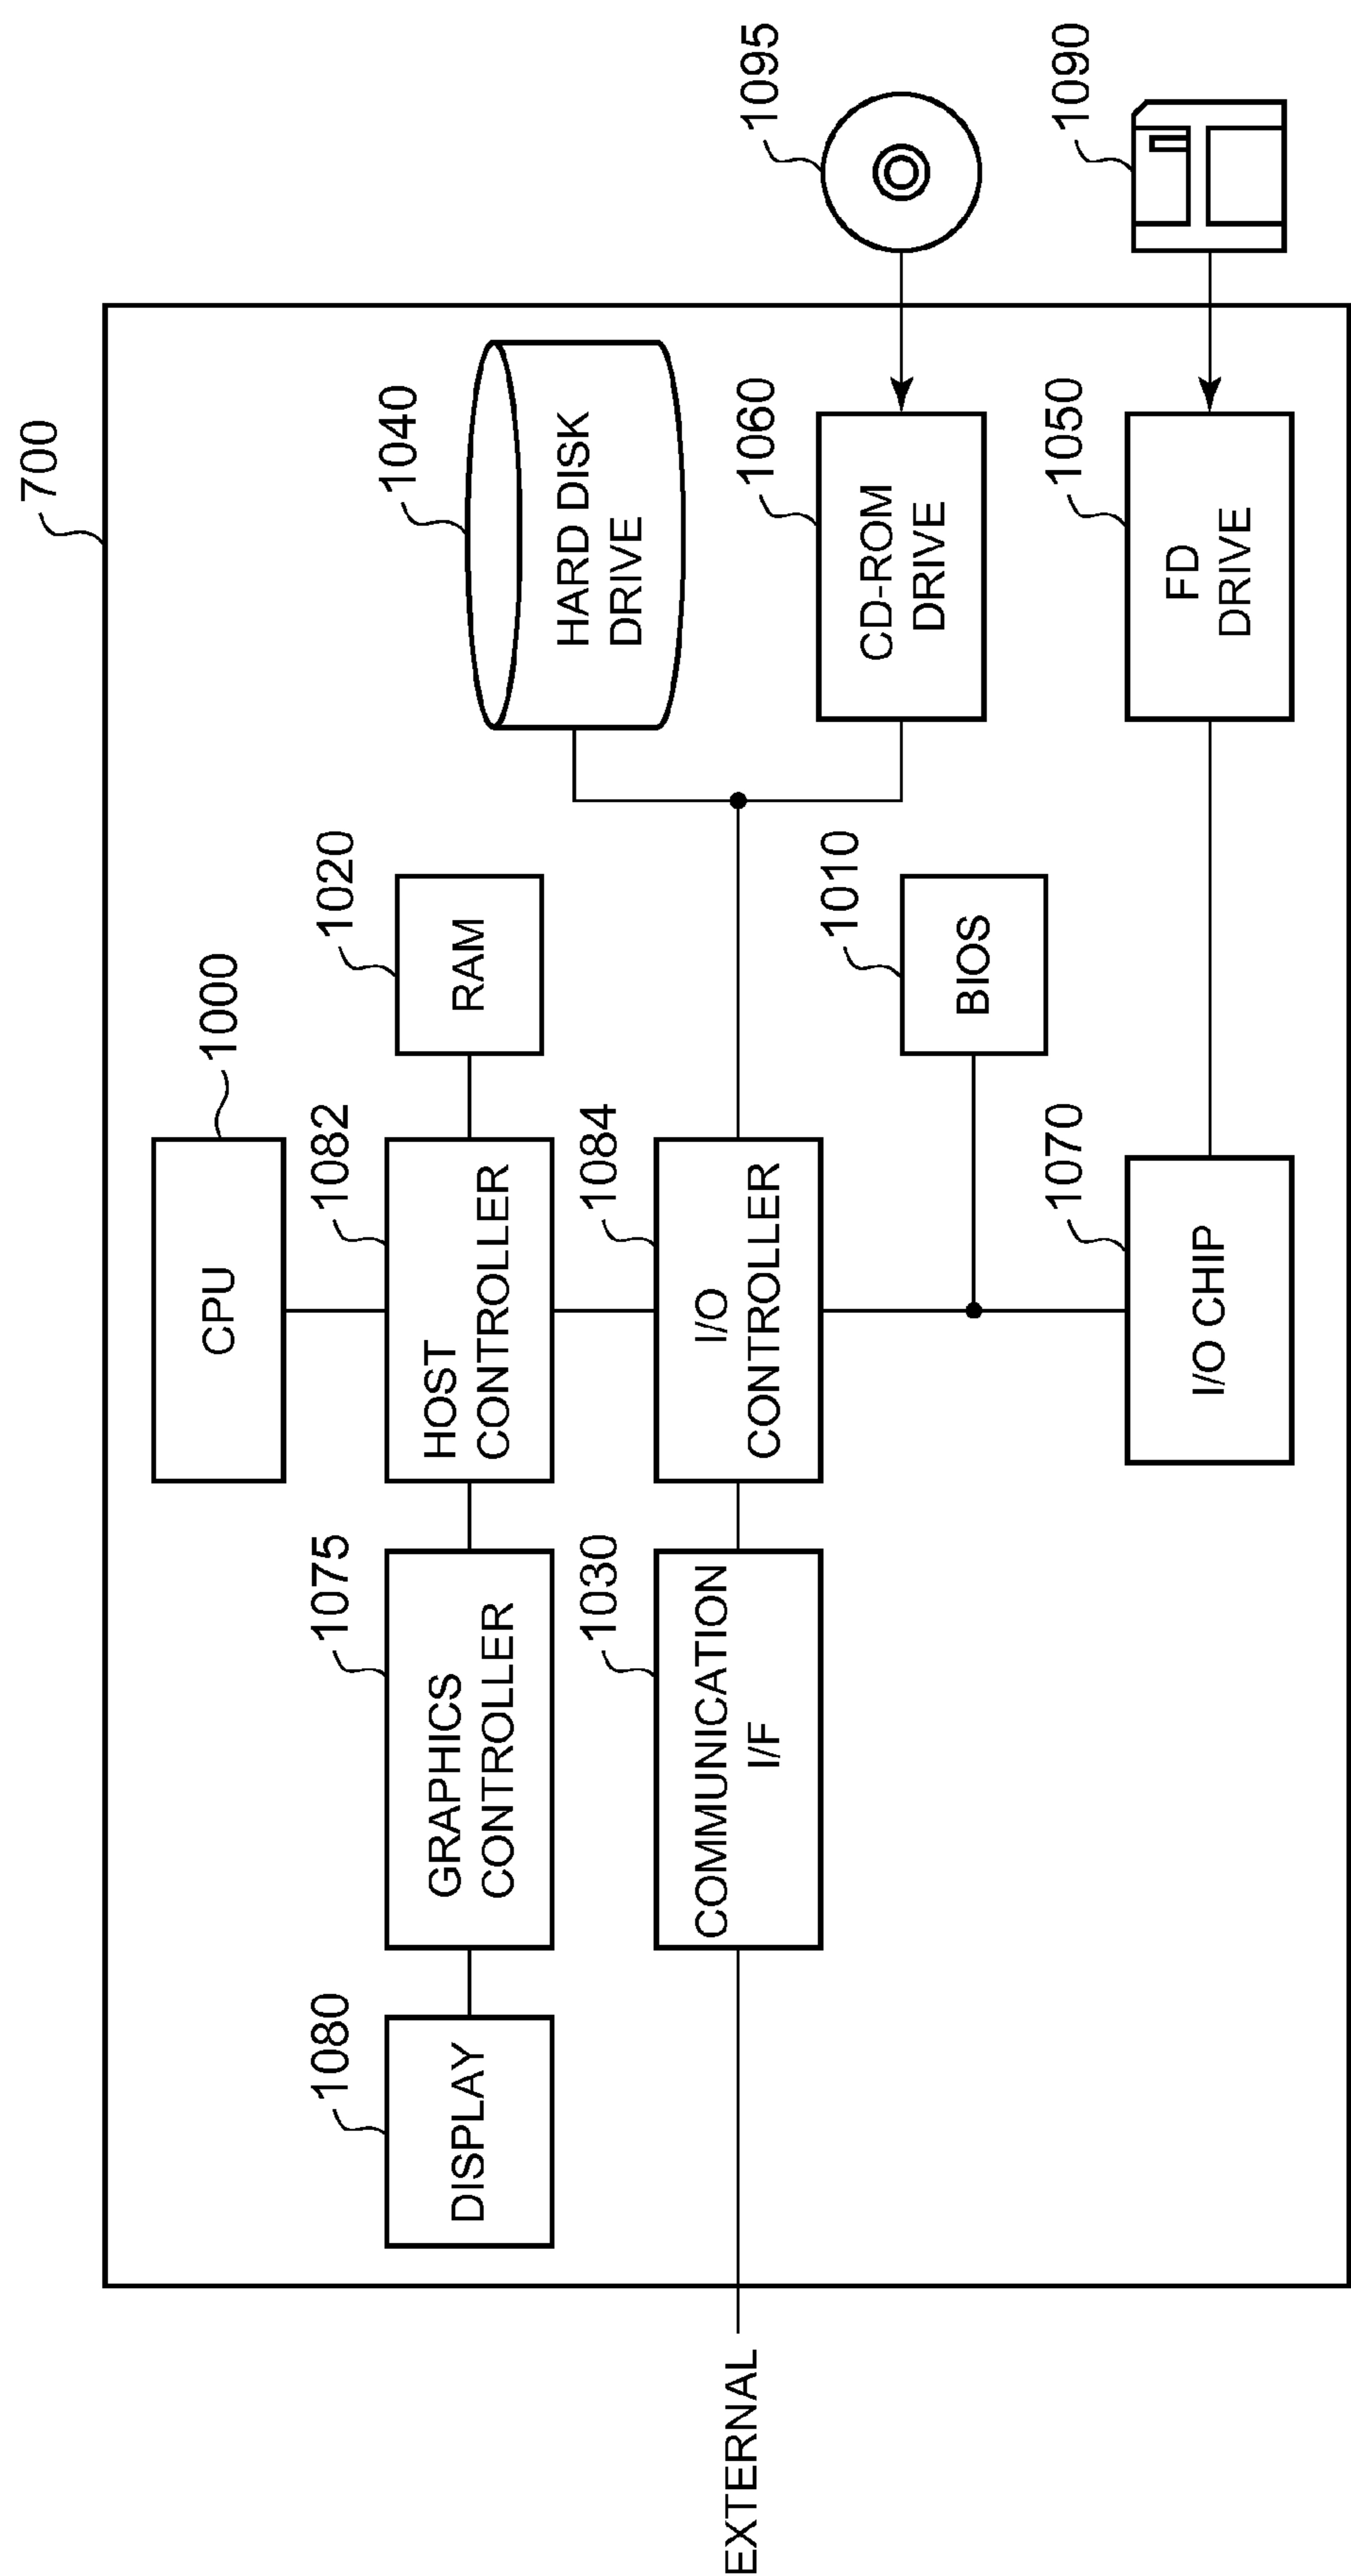 700
CPU
1000
1080
1075
1082
1020
1040
DISPLAY
GRAPHICS
CONTROLLER
HOST
CONTROLLER
RAM
HARD DISK
DRIVE
1030
1084
EXTERNAL
COMMUNICATION
I/F
I/O
CONTROLLER
1060
1095
CD-ROM
DRIVE
1010
BIOS
1070
1050
1090
I/O CHIP
FD
DRIVE